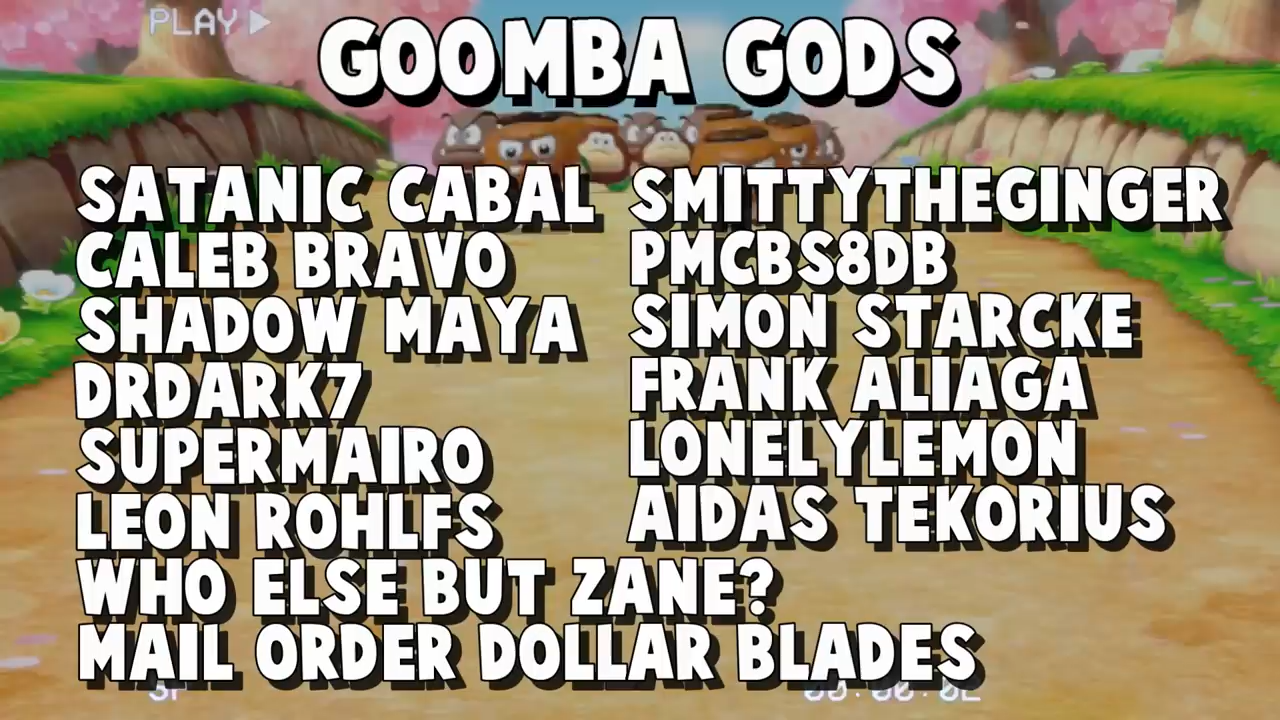 PLAY
GOOMBA GODS
SATANIC CABAL
CALEB BRAVO
SHADOW MAYA
DRDARK7
SUPERMAIRO
LEON ROHLFS
WHO ELSE BUT ZANE?
MAIL ORDER DOLLAR BLADES
SMITTYTHEGINGER
PMCBS8DB
SIMON STARCKE
FRANK ALIAGA
LONELYLEMON
AIDAS TEKORIUS